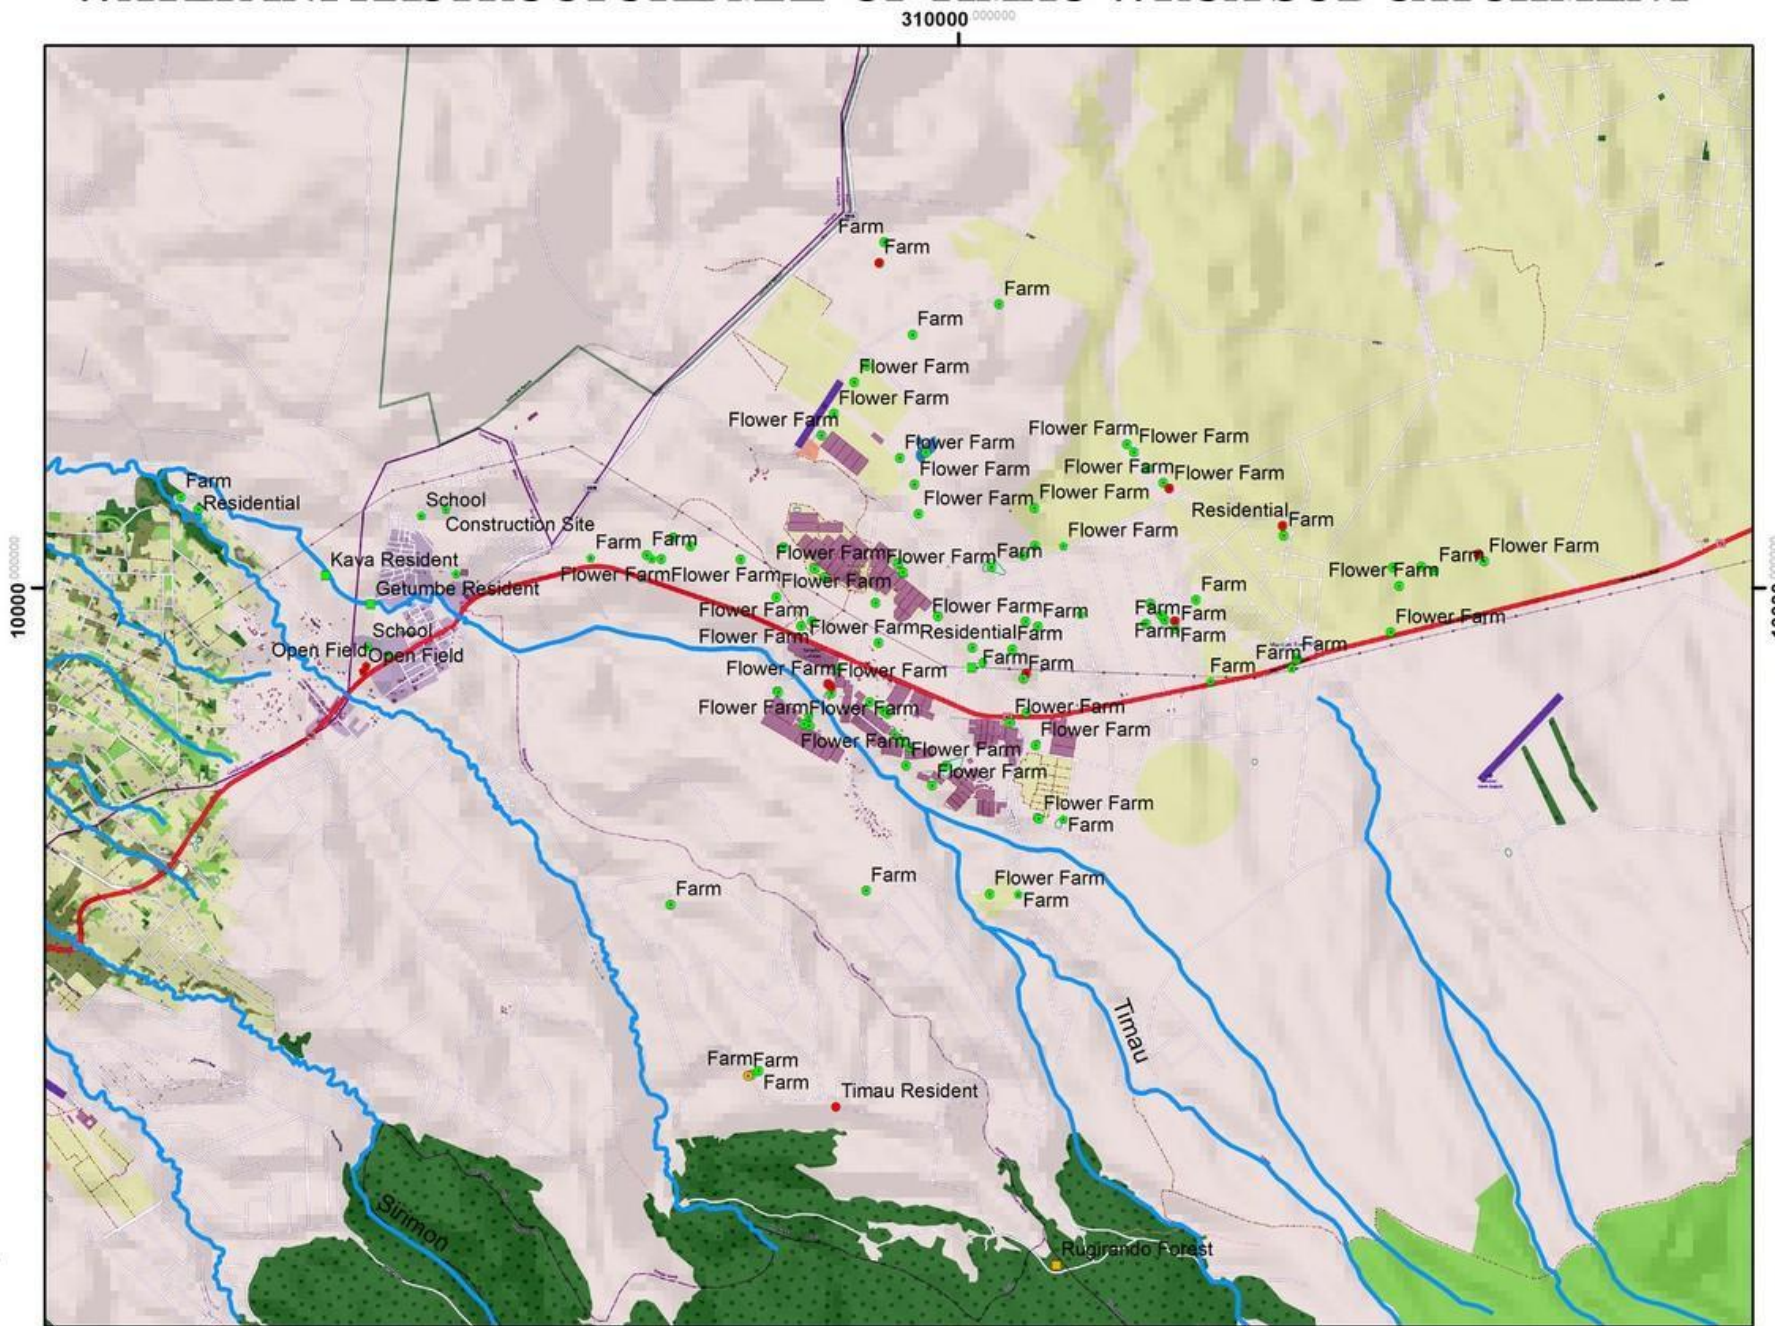 310000.000000
Farm
Farm
Farm
Farm
Flower Farm
Flower Farm
Flower Farm
Flower Farm
Flower Farm
Flower Farm
Flower Farm
Flower Farm
Flower Farm
Flower Farm
Flower Farm
Farm
Residential
School
Construction Site
Residential
Farm
Flower Farm
Farm
Farm
Kava Resident
Flower Farm
Flower Farm
Farm
Flower Farm
Farm
Flower Farm
Flower Farm
Flower Farm
Flower Farm
Getumbe Resident
Farm
10000.000000
Flower Farm
Flower Farm
Farm
Farm
Farm
Flower Farm
School
Flower Farm
Flower Farm
Residential
Farm
Farm
Farm
Open Field
Open Field
Farm
Farm
Farm
Farm
Farm
Flower Farm
Flower Farm
Flower Farm
Flower Farm
Flower Farm
Flower Farm
Flower Farm
Flower Farm
Flower Farm
Flower Farm
Farm
Farm
Farm
Flower Farm
Farm
Timau
Farm
Farm
Farm
Timau Resident
Sirimon
Rugirando Forest